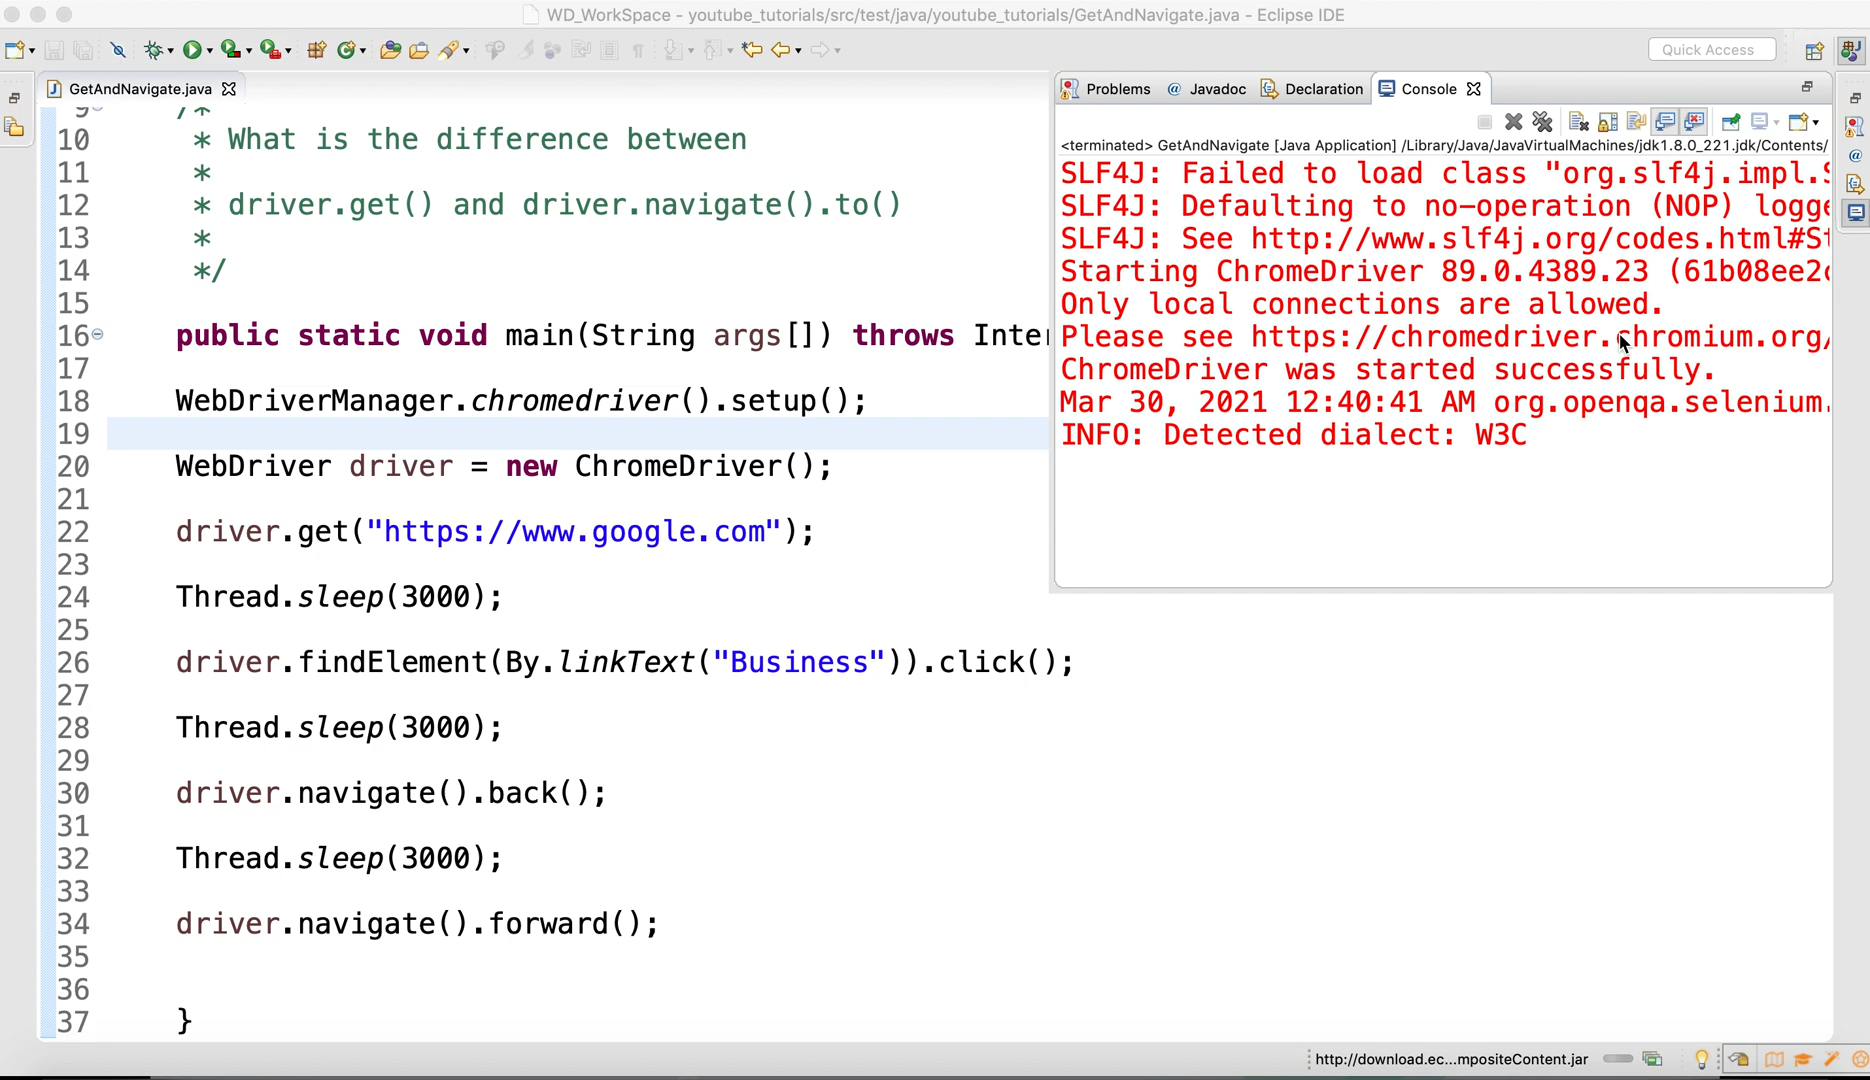 WD_WorkSpace - youtube_tutorials/src/test/java/youtube_tutorials/GetAndNavigate.java - Eclipse IDE
Quick Access
GetAndNavigate.java
Problems @ Javadoc Declaration Console
<terminated> GetAndNavigate [Java Application] /Library/Java/JavaVirtualMachines/jdk1.8.0_221.jdk/Contents/
9 /*
10 * What is the difference between
11 *
12 * driver.get() and driver.navigate().to()
13 *
14 */
15
16 public static void main(String args[]) throws Inter
17
18 WebDriverManager.chromedriver().setup();
19
20 WebDriver driver = new ChromeDriver();
21
22 driver.get("https://www.google.com");
23
24 Thread.sleep(3000);
25
26 driver.findElement(By.linkText("Business")).click();
27
28 Thread.sleep(3000);
29
30 driver.navigate().back();
31
32 Thread.sleep(3000);
33
34 driver.navigate().forward();
35
36
37 }
SLF4J: Failed to load class "org.slf4j.impl.S
SLF4J: Defaulting to no-operation (NOP) logge
SLF4J: See http://www.slf4j.org/codes.html#St
Starting ChromeDriver 89.0.4389.23 (61b08ee2c
Only local connections are allowed.
Please see https://chromedriver.chromium.org/
ChromeDriver was started successfully.
Mar 30, 2021 12:40:41 AM org.openqa.selenium.
INFO: Detected dialect: W3C
http://download.ec...mpositeContent.jar